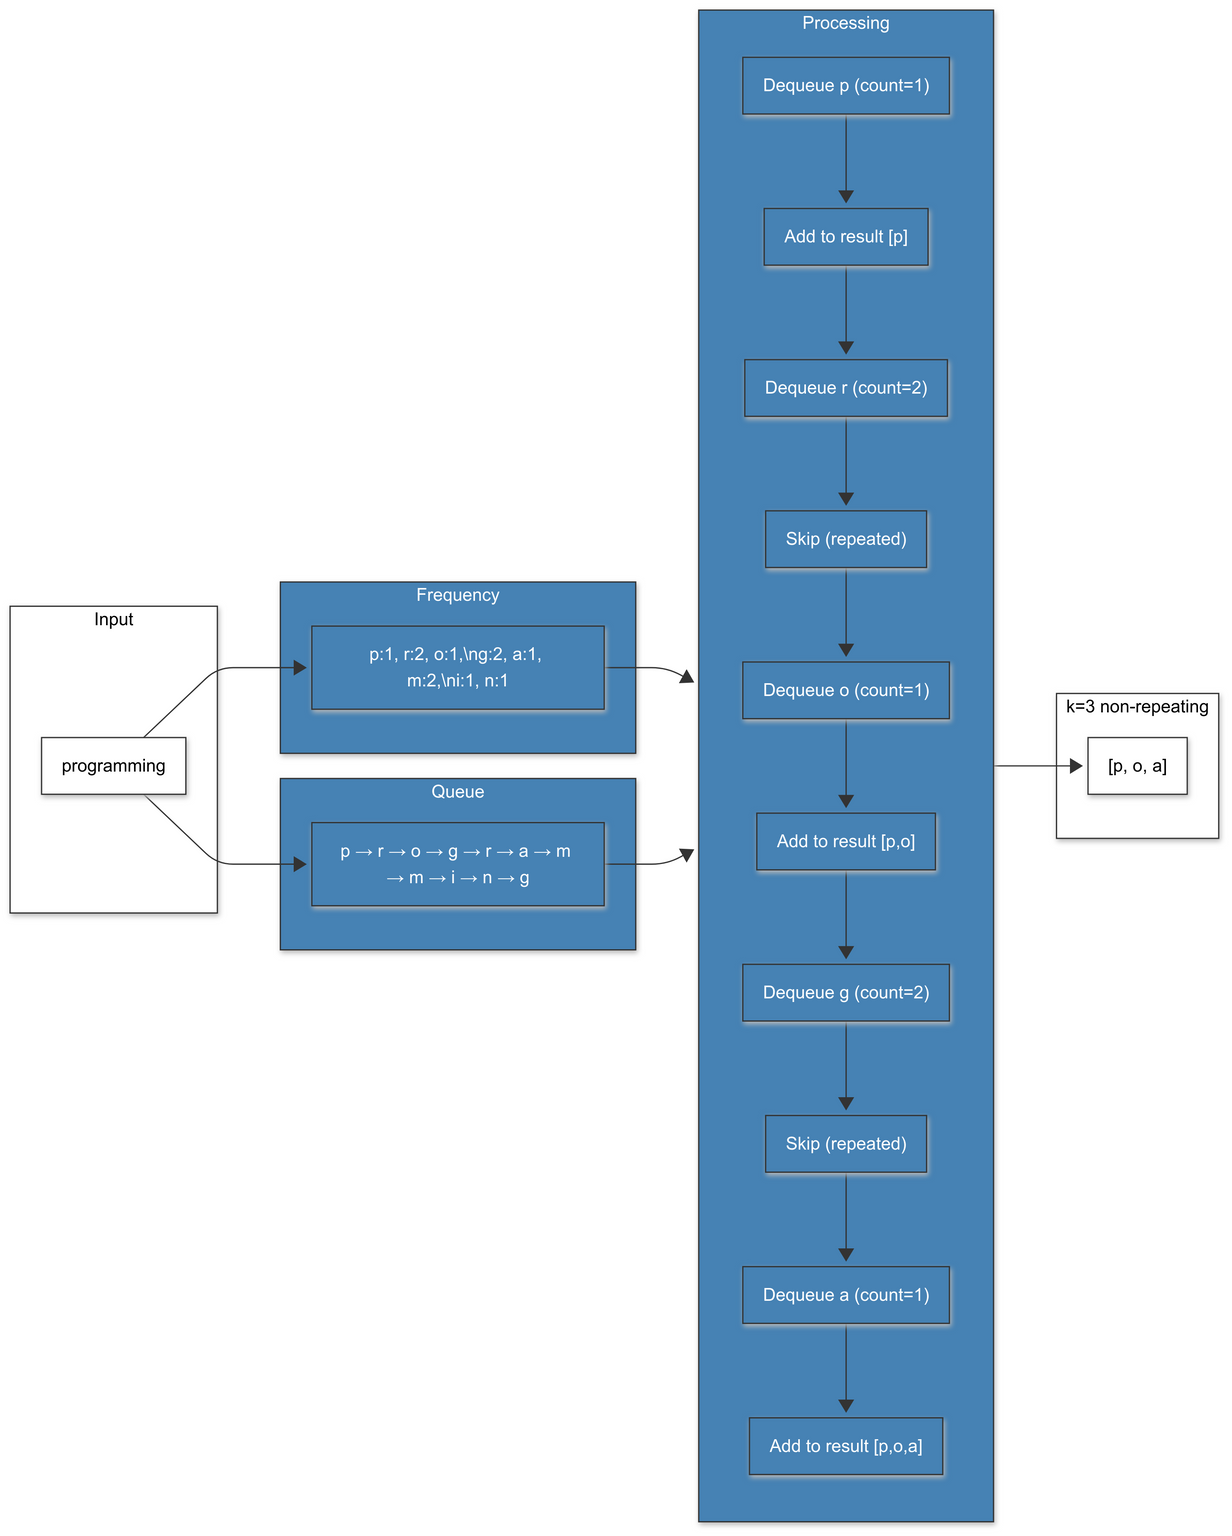 Input
programming
Frequency
p:1, r:2, o:1,\ng:2, a:1,
m:2,\ni:1, n:1
Queue
p → r → o → g → r → a → m
→ m → i → n → g
Processing
Dequeue p (count=1)
Add to result [p]
Dequeue r (count=2)
Skip (repeated)
Dequeue o (count=1)
Add to result [p,o]
Dequeue g (count=2)
Skip (repeated)
Dequeue a (count=1)
Add to result [p,o,a]
k=3 non-repeating
[p, o, a]